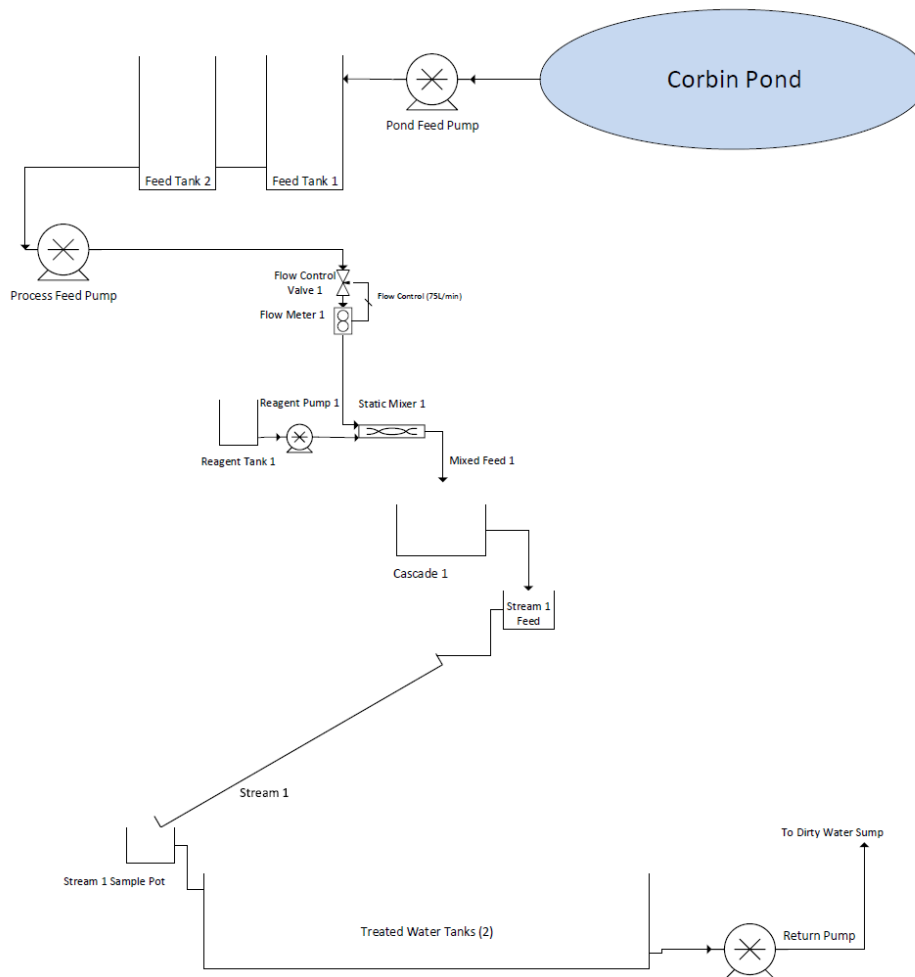 Corbin Pond
Pond Feed Pump
Feed Tank 2
Feed Tank 1
Process Feed Pump
Flow Control
Valve 1
Flow Control (75L/min)
Flow Meter 1
Reagent Pump 1
Static Mixer 1
Reagent Tank 1
Mixed Feed 1
Cascade 1
Stream 1
Feed
Stream 1
To Dirty Water Sump
Stream 1 Sample Pot
Treated Water Tanks (2)
Return Pump